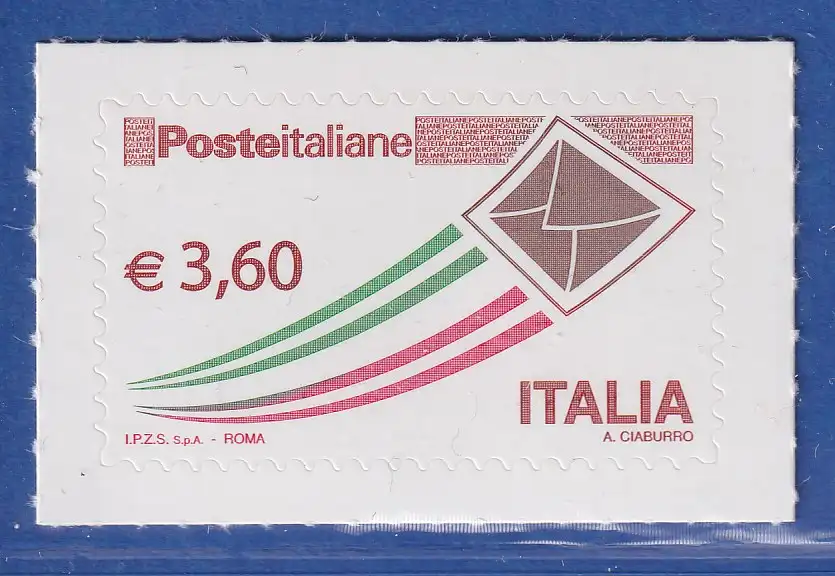 Posteitaliane
€ 3,60
ITALIA
I.P.Z.S. S.p.A. - ROMA
A. CIABURRO